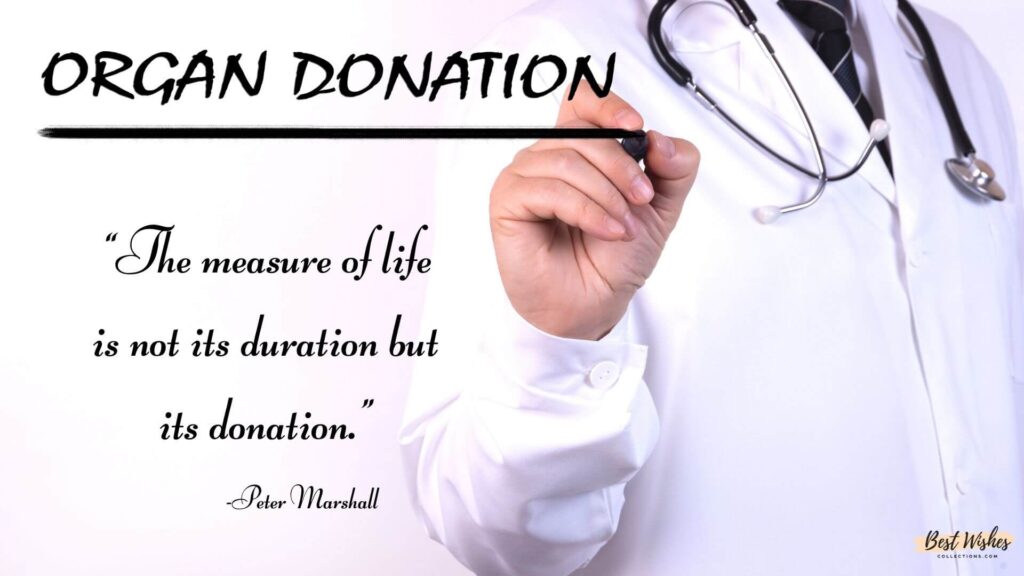 ORGAN DONATION
“The measure of life
is not its duration but
its donation.”
-Peter Marshall
Best Wishes
COLLECTIONS.COM